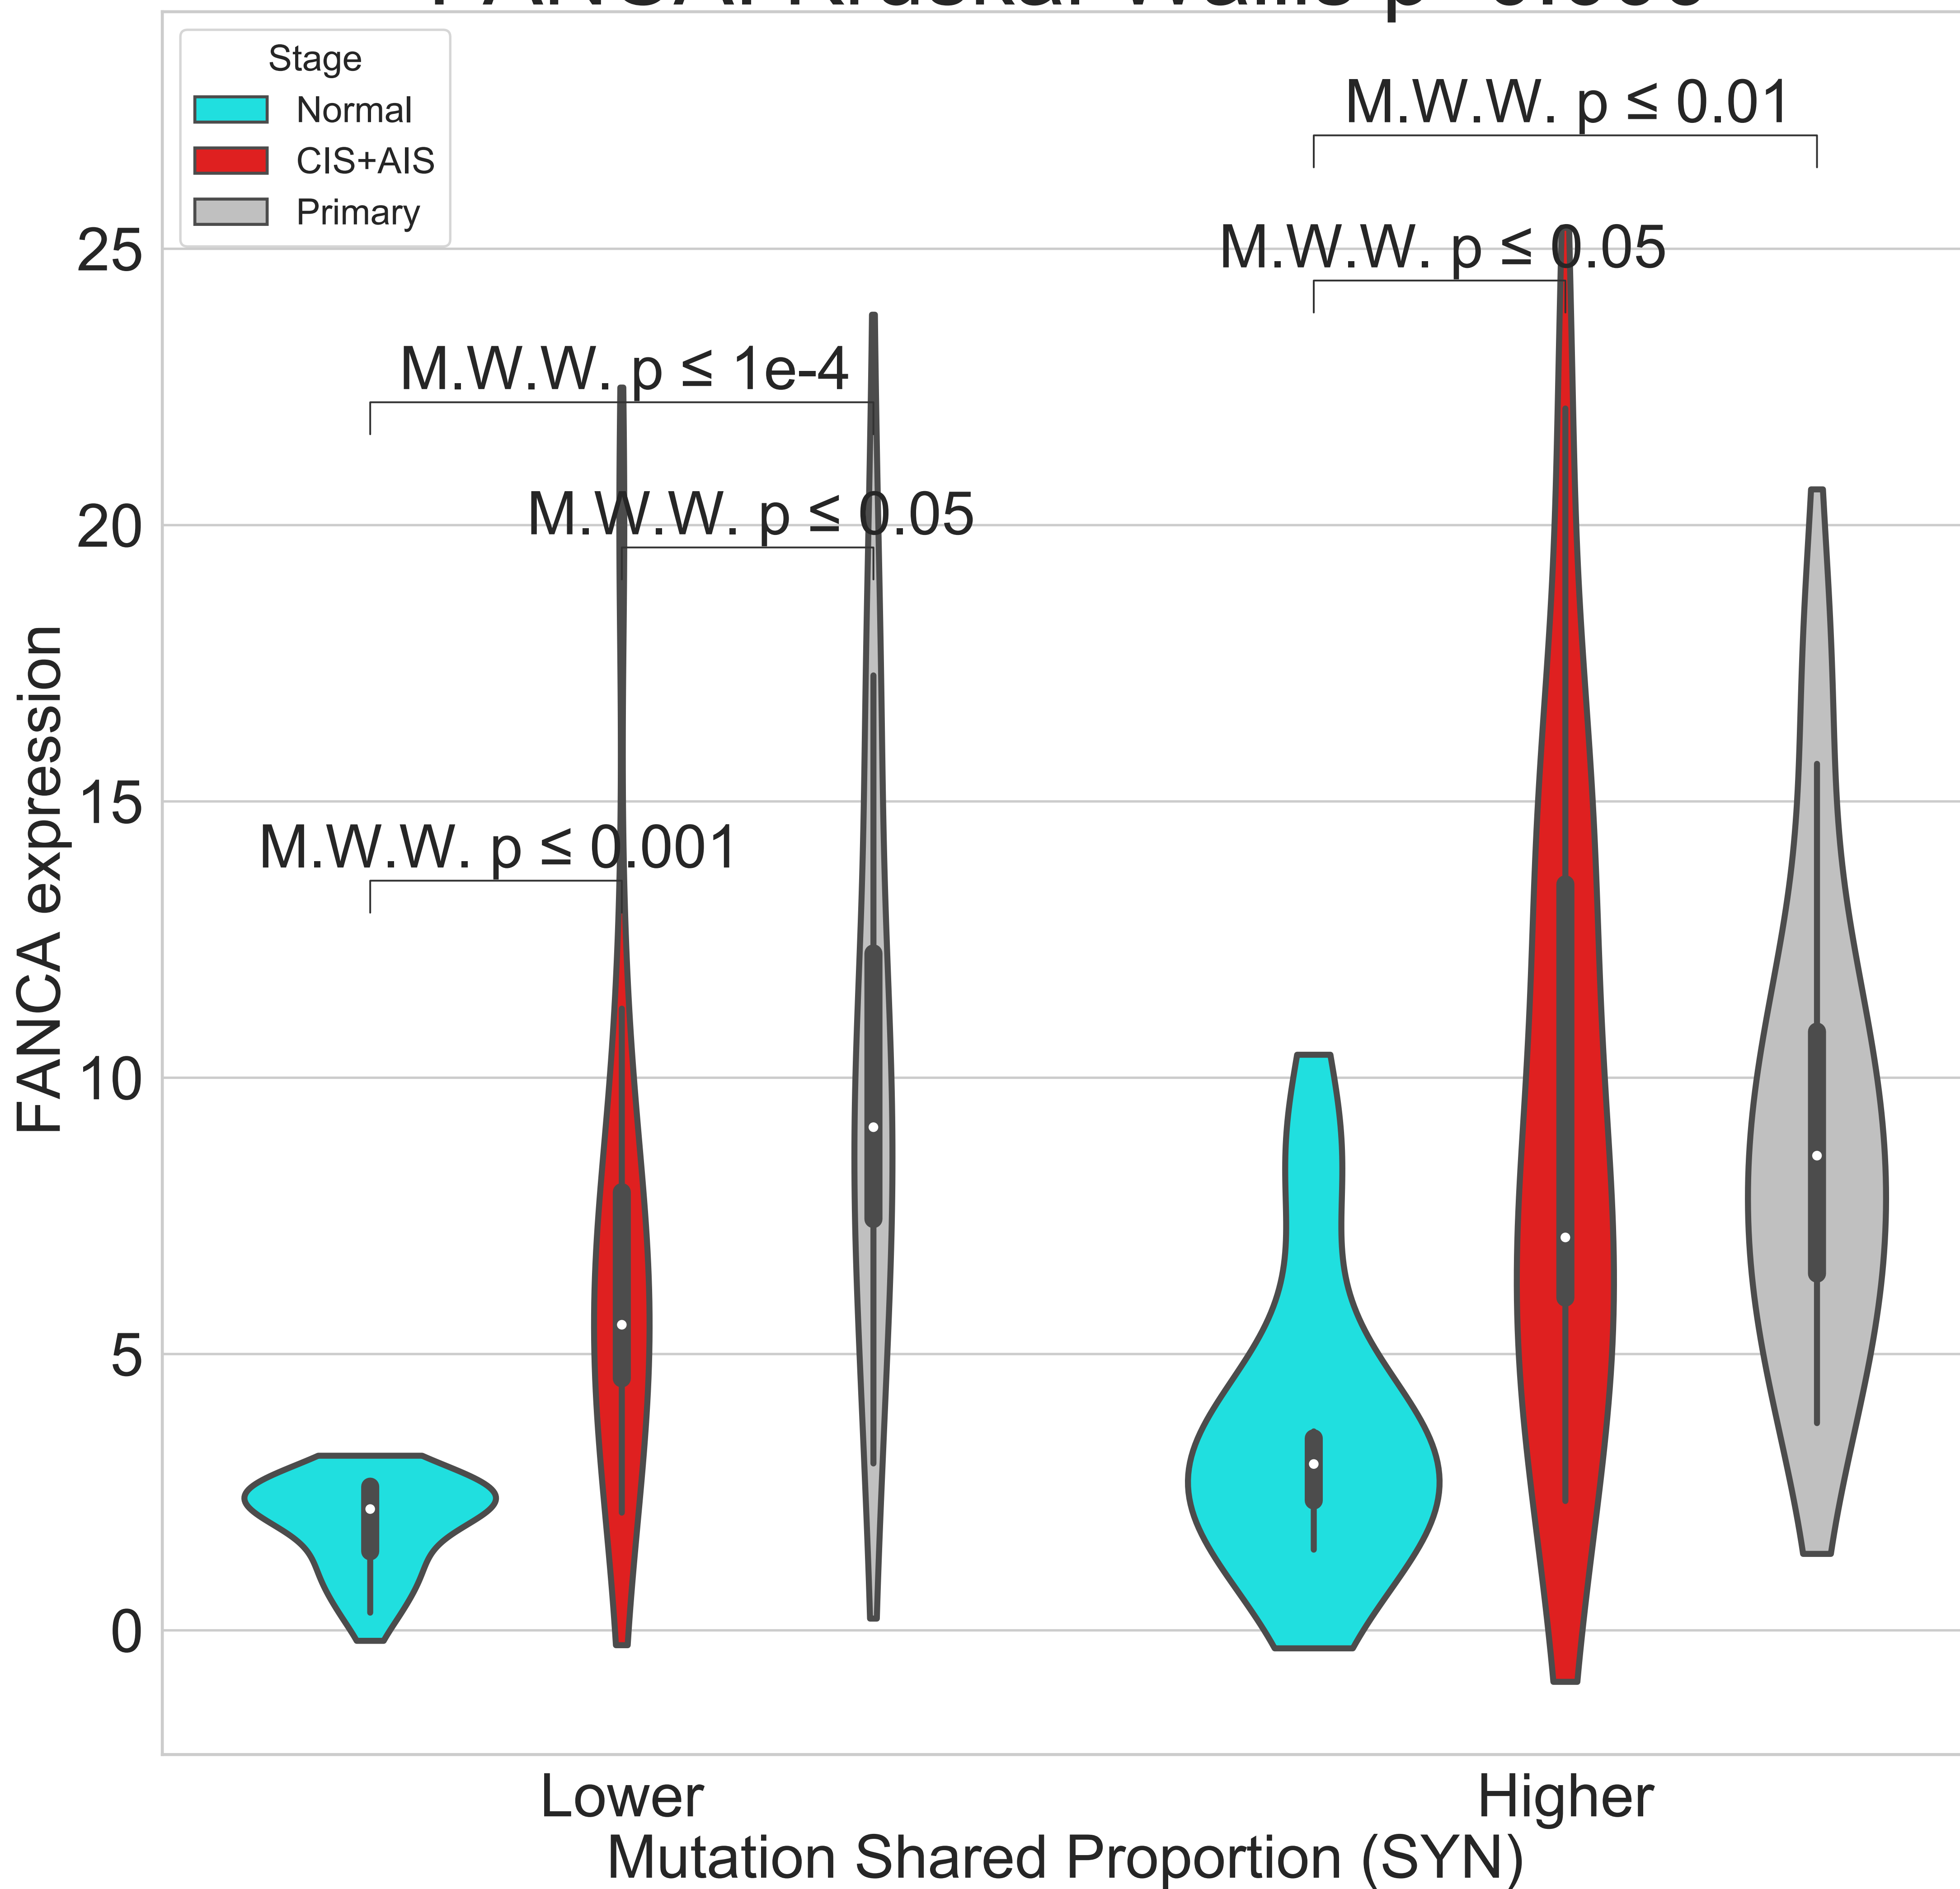 Stage
Normal
CIS+AIS
Primary
M.W.W. p ≤ 0.01
M.W.W. p ≤ 0.05
M.W.W. p ≤ 1e-4
M.W.W. p ≤ 0.05
M.W.W. p ≤ 0.001
25
20
15
10
5
0
FANCA expression
Lower
Higher
Mutation Shared Proportion (SYN)